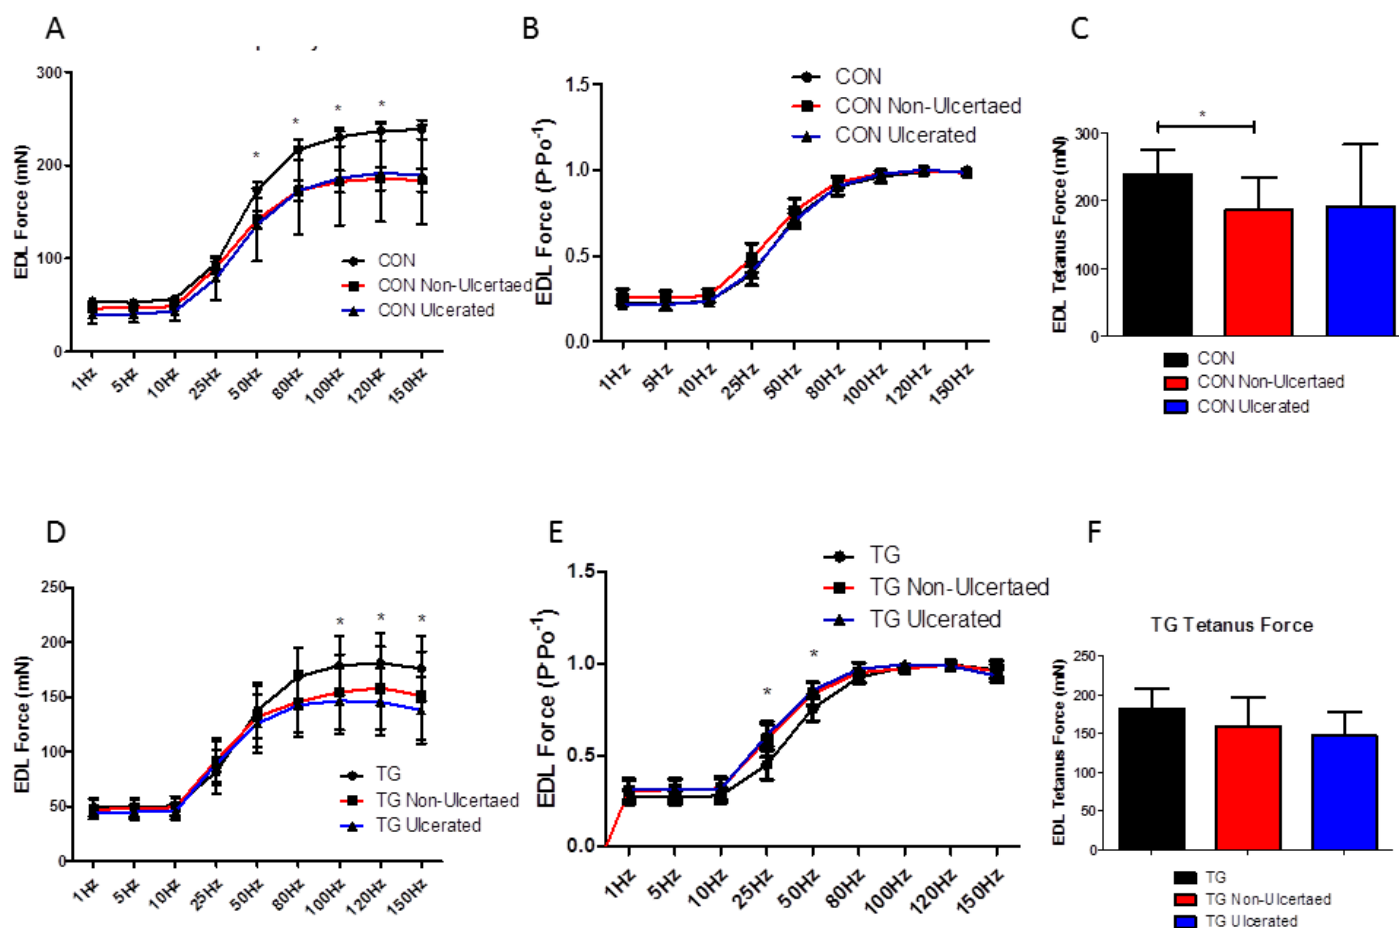 A
EDL Force (mN)
300
200
100
0
*
*
*
*
CON
CON Non-Ulcertaed
CON Ulcerated
1Hz
5Hz
10Hz
25Hz
50Hz
80Hz
100Hz
120Hz
150Hz
B
EDL Force (P·Po⁻¹)
1.5
1.0
0.5
0.0
CON
CON Non-Ulcertaed
CON Ulcerated
1Hz
5Hz
10Hz
25Hz
50Hz
80Hz
100Hz
120Hz
150Hz
C
EDL Tetanus Force (mN)
300
200
100
0
*
CON
CON Non-Ulcertaed
CON Ulcerated
D
EDL Force (mN)
250
200
150
100
50
0
*
*
*
TG
TG Non-Ulcertaed
TG Ulcerated
1Hz
5Hz
10Hz
25Hz
50Hz
80Hz
100Hz
120Hz
150Hz
E
EDL Force (P·Po⁻¹)
1.5
1.0
0.5
0.0
*
*
TG
TG Non-Ulcertaed
TG Ulcerated
1Hz
5Hz
10Hz
25Hz
50Hz
80Hz
100Hz
120Hz
150Hz
F
TG Tetanus Force
EDL Tetanus Force (mN)
250
200
150
100
50
0
TG
TG Non-Ulcertaed
TG Ulcerated